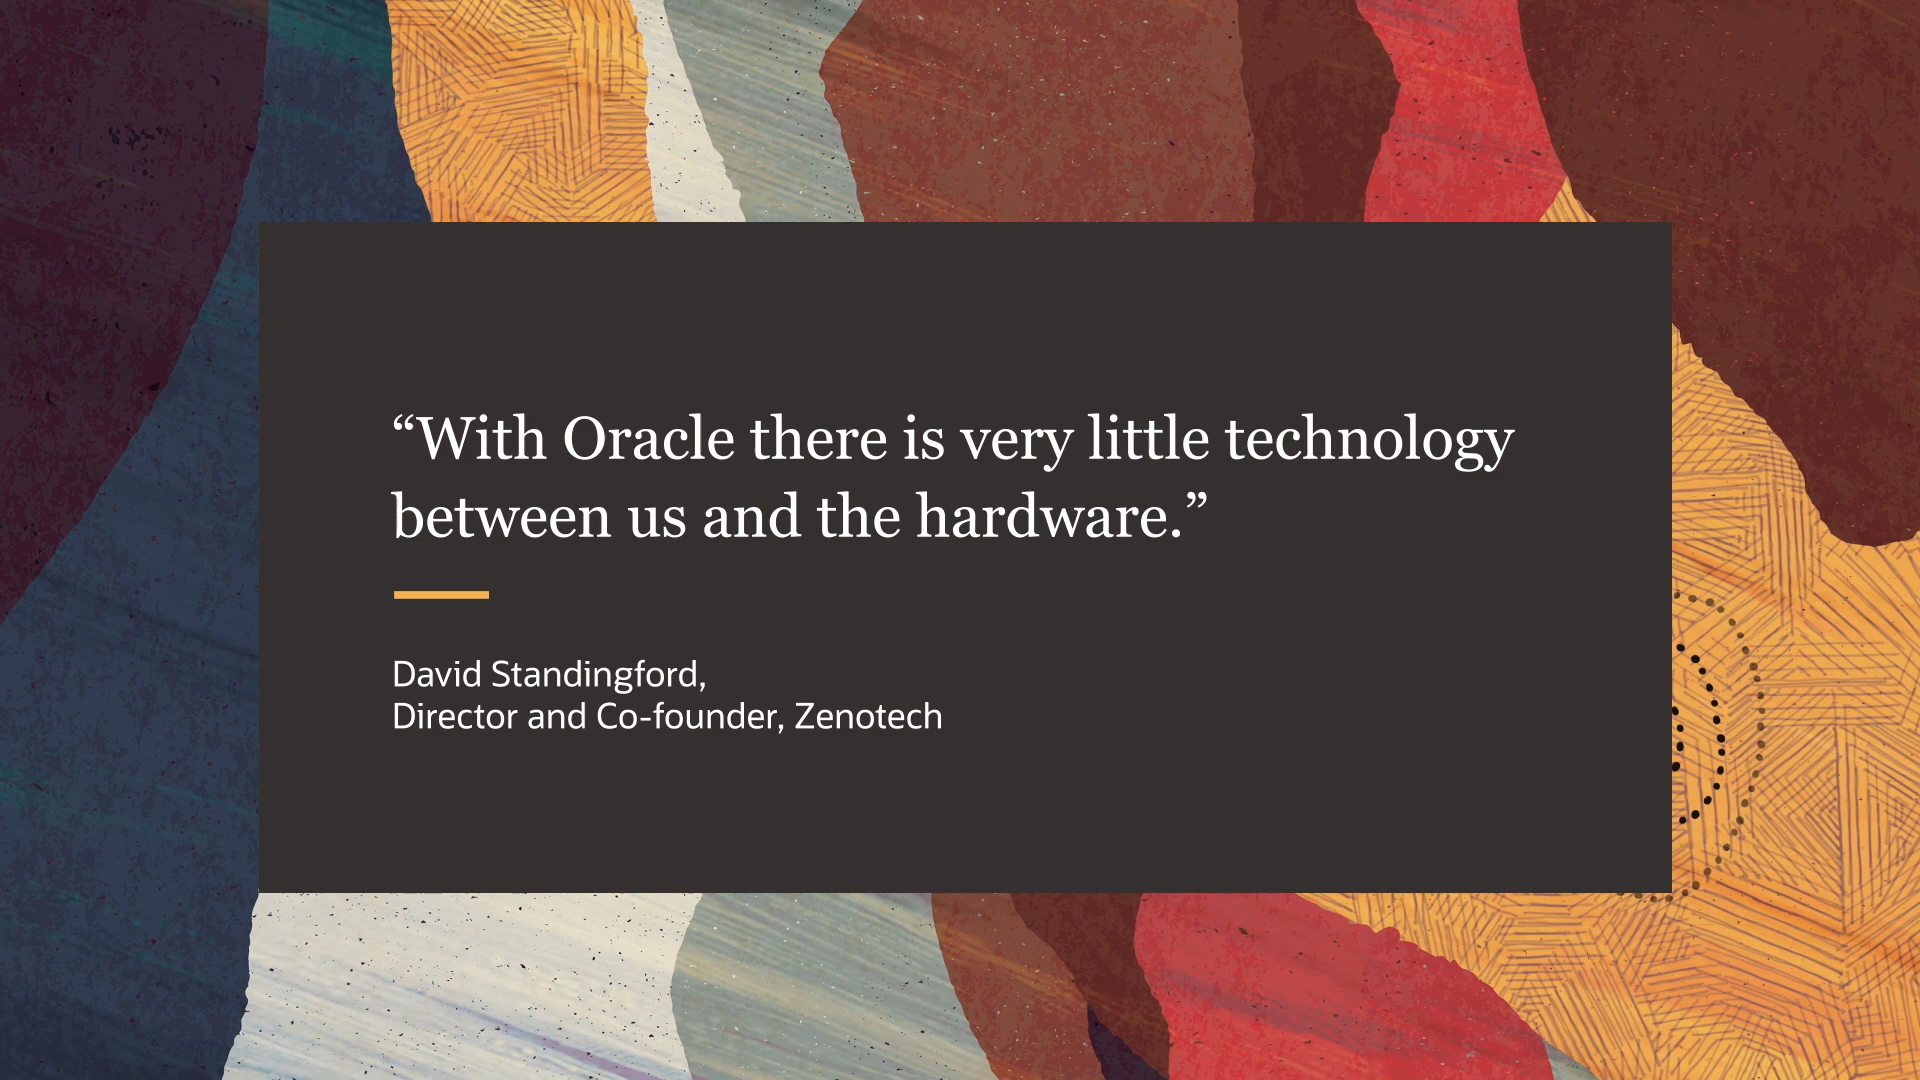 “With Oracle there is very little technology
between us and the hardware.”
David Standingford,
Director and Co-founder, Zenotech